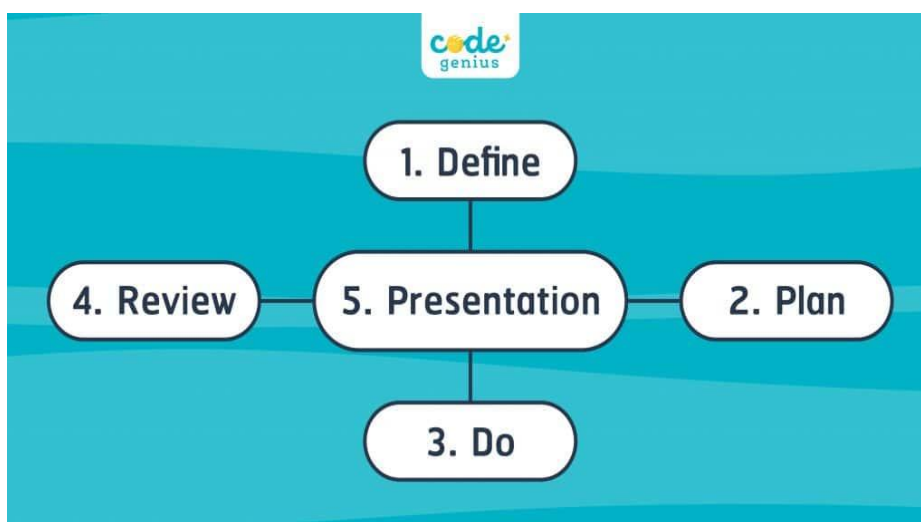 code
genius
1. Define
4. Review
5. Presentation
2. Plan
3. Do